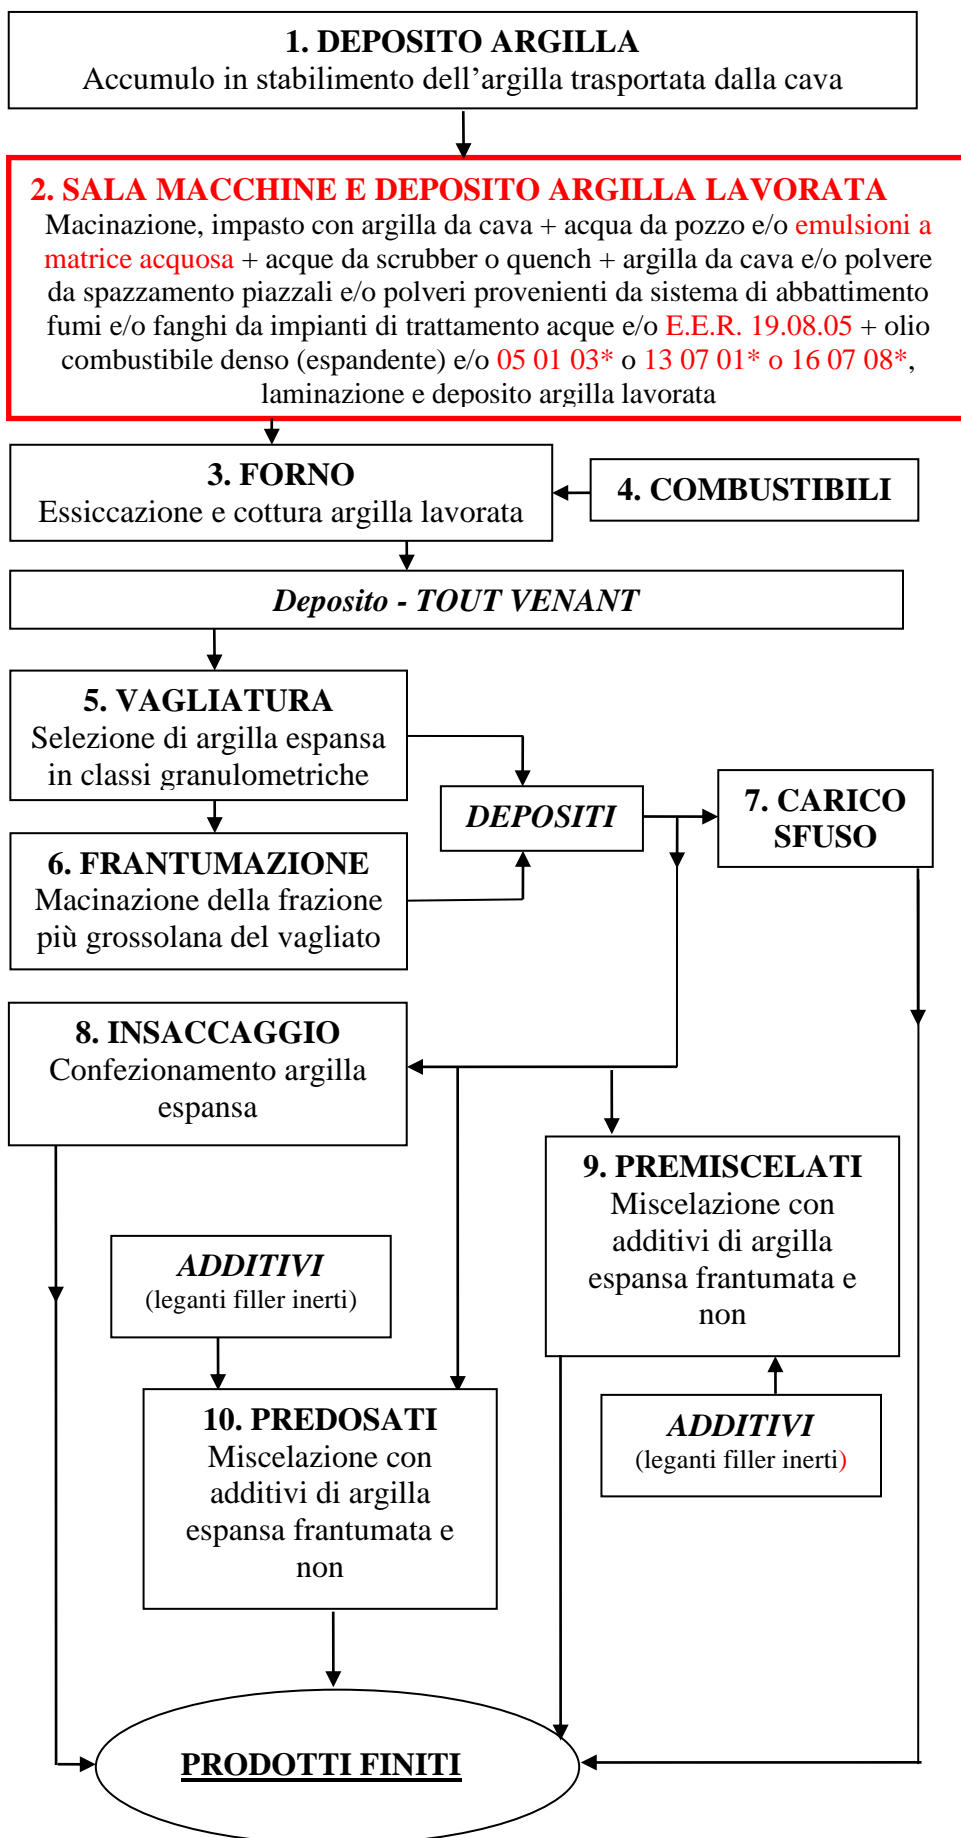 1. DEPOSITO ARGILLA
Accumulo in stabilimento dell’argilla trasportata dalla cava
2. SALA MACCHINE E DEPOSITO ARGILLA LAVORATA
Macinazione, impasto con argilla da cava + acqua da pozzo e/o emulsioni a
matrice acquosa + acque da scrubber o quench + argilla da cava e/o polvere
da spazzamento piazzali e/o polveri provenienti da sistema di abbattimento
fumi e/o fanghi da impianti di trattamento acque e/o E.E.R. 19.08.05 + olio
combustibile denso (espandente) e/o 05 01 03* o 13 07 01* o 16 07 08*,
laminazione e deposito argilla lavorata
3. FORNO
Essiccazione e cottura argilla lavorata
4. COMBUSTIBILI
Deposito - TOUT VENANT
5. VAGLIATURA
Selezione di argilla espansa
in classi granulometriche
DEPOSITI
7. CARICO
SFUSO
6. FRANTUMAZIONE
Macinazione della frazione
più grossolana del vagliato
8. INSACCAGGIO
Confezionamento argilla
espansa
9. PREMISCELATI
Miscelazione con
additivi di argilla
espansa frantumata e
non
ADDITIVI
(leganti filler inerti)
10. PREDOSATI
Miscelazione con
additivi di argilla
espansa frantumata e
non
ADDITIVI
(leganti filler inerti)
PRODOTTI FINITI